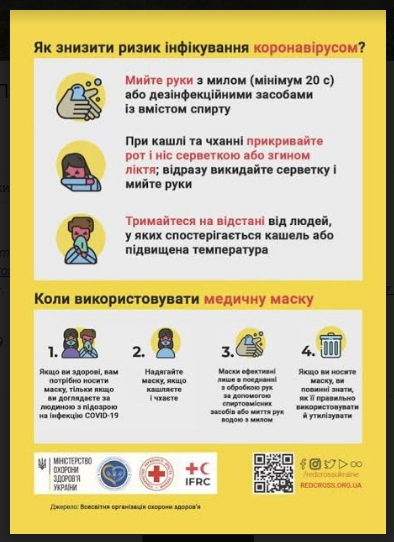 Як знизити ризик інфікування коронавірусом?
Мийте руки з милом (мінімум 20 с)
або дезінфекційними засобами
із вмістом спирту
При кашлі та чханні прикривайте
рот і ніс серветкою або згином
ліктя; відразу викидайте серветку і
мийте руки
Тримайтеся на відстані від людей,
у яких спостерігається кашель або
підвищена температура
Коли використовувати медичну маску
1.
Якщо ви здорові, вам
потрібно носити
маску, тільки якщо
ви доглядаєте за
людиною з підозрою
на інфекцію COVID-19
2.
Надягайте
маску, якщо
кашляєте
і чхаєте
3.
Маски ефективні
лише в поєднанні
з обробкою рук
за допомогою
спиртовмісних
засобів або миття рук
водою з милом
4.
Якщо ви носите
маску, ви
повинні знати,
як її правильно
використовувати
й утилізувати
МІНІСТЕРСТВО
ОХОРОНИ
ЗДОРОВ'Я
УКРАЇНИ
IFRC
/redcrossukraine
REDCROSS.ORG.UA
Джерело: Всесвітня організація охорони здоров'я